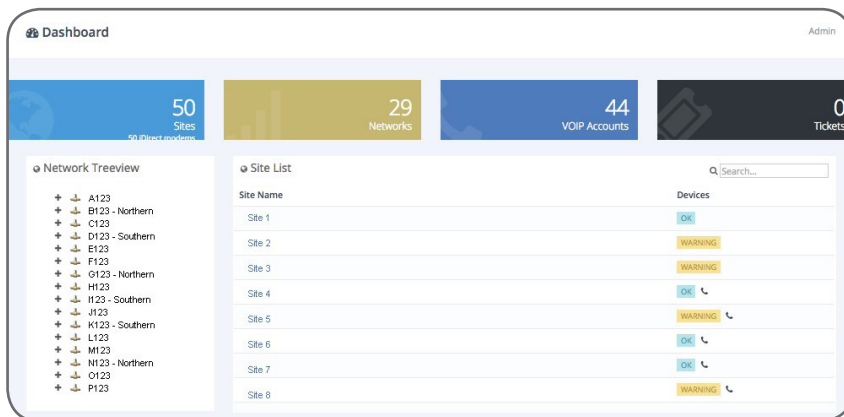 Dashboard
Admin
50
Sites
50 iDirect modems
29
Networks
44
VOIP Accounts
0
Tickets
Network Treeview
A123
B123 - Northern
C123
D123 - Southern
E123
F123
G123 - Northern
H123
I123 - Southern
J123
K123 - Southern
L123
M123
N123 - Northern
O123
P123
Site List
Search...
Site Name Devices
Site 1 OK
Site 2 WARNING
Site 3 WARNING
Site 4 OK
Site 5 WARNING
Site 6 OK
Site 7 OK
Site 8 WARNING